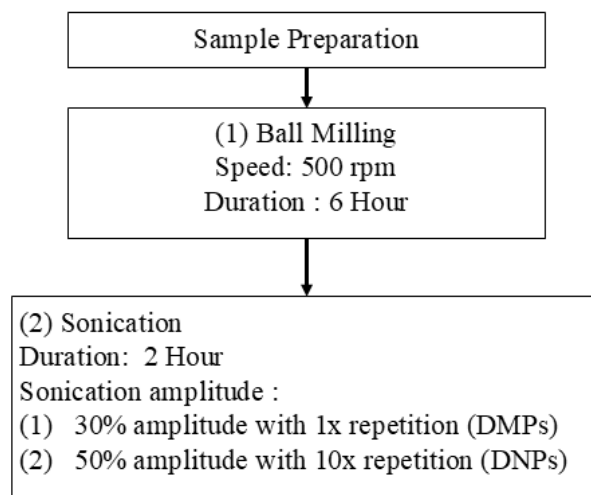 Sample Preparation
(1) Ball Milling
Speed: 500 rpm
Duration : 6 Hour
(2) Sonication
Duration:  2 Hour
Sonication amplitude :
(1)  30% amplitude with 1x repetition (DMPs)
(2)  50% amplitude with 10x repetition (DNPs)